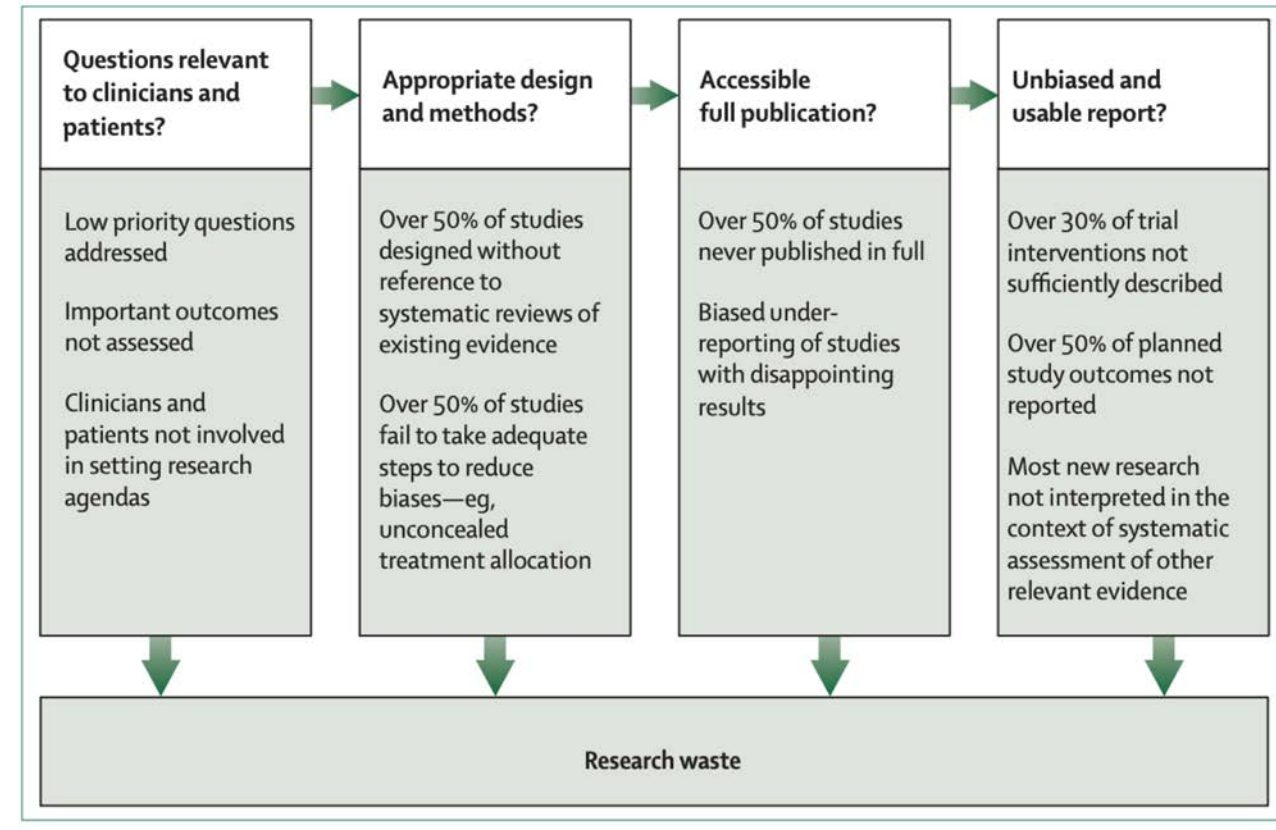 Questions relevant
to clinicians and
patients?
Low priority questions
addressed
Important outcomes
not assessed
Clinicians and
patients not involved
in setting research
agendas
Appropriate design
and methods?
Over 50% of studies
designed without
reference to
systematic reviews of
existing evidence
Over 50% of studies
fail to take adequate
steps to reduce
biases—eg,
unconcealed
treatment allocation
Accessible
full publication?
Over 50% of studies
never published in full
Biased under-
reporting of studies
with disappointing
results
Unbiased and
usable report?
Over 30% of trial
interventions not
sufficiently described
Over 50% of planned
study outcomes not
reported
Most new research
not interpreted in the
context of systematic
assessment of other
relevant evidence
Research waste